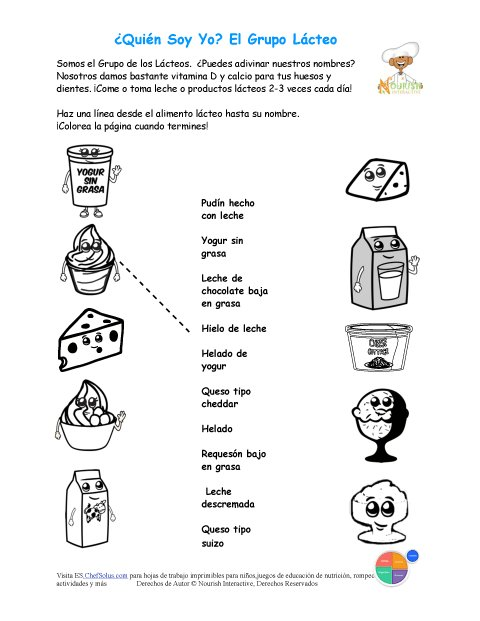 ¿Quién Soy Yo? El Grupo Lácteo
Somos el Grupo de los Lácteos. ¿Puedes adivinar nuestros nombres?
Nosotros damos bastante vitamina D y calcio para tus huesos y
dientes. ¡Come o toma leche o productos lácteos 2-3 veces cada día!
NOURISH
INTERACTIVE
Haz una línea desde el alimento lácteo hasta su nombre.
¡Colorea la página cuando termines!
YOGUR
SIN
GRASA
Pudín hecho
con leche
Yogur sin
grasa
Leche de
chocolate baja
en grasa
Hielo de leche
Helado de
yogur
Queso tipo
cheddar
Helado
Requesón bajo
en grasa
Leche
descremada
Queso tipo
suizo
Visita ES.ChefSolus.com para hojas de trabajo imprimibles para niños,juegos de educación de nutrición, rompec
actividades y más Derechos de Autor © Nourish Interactive, Derechos Reservados